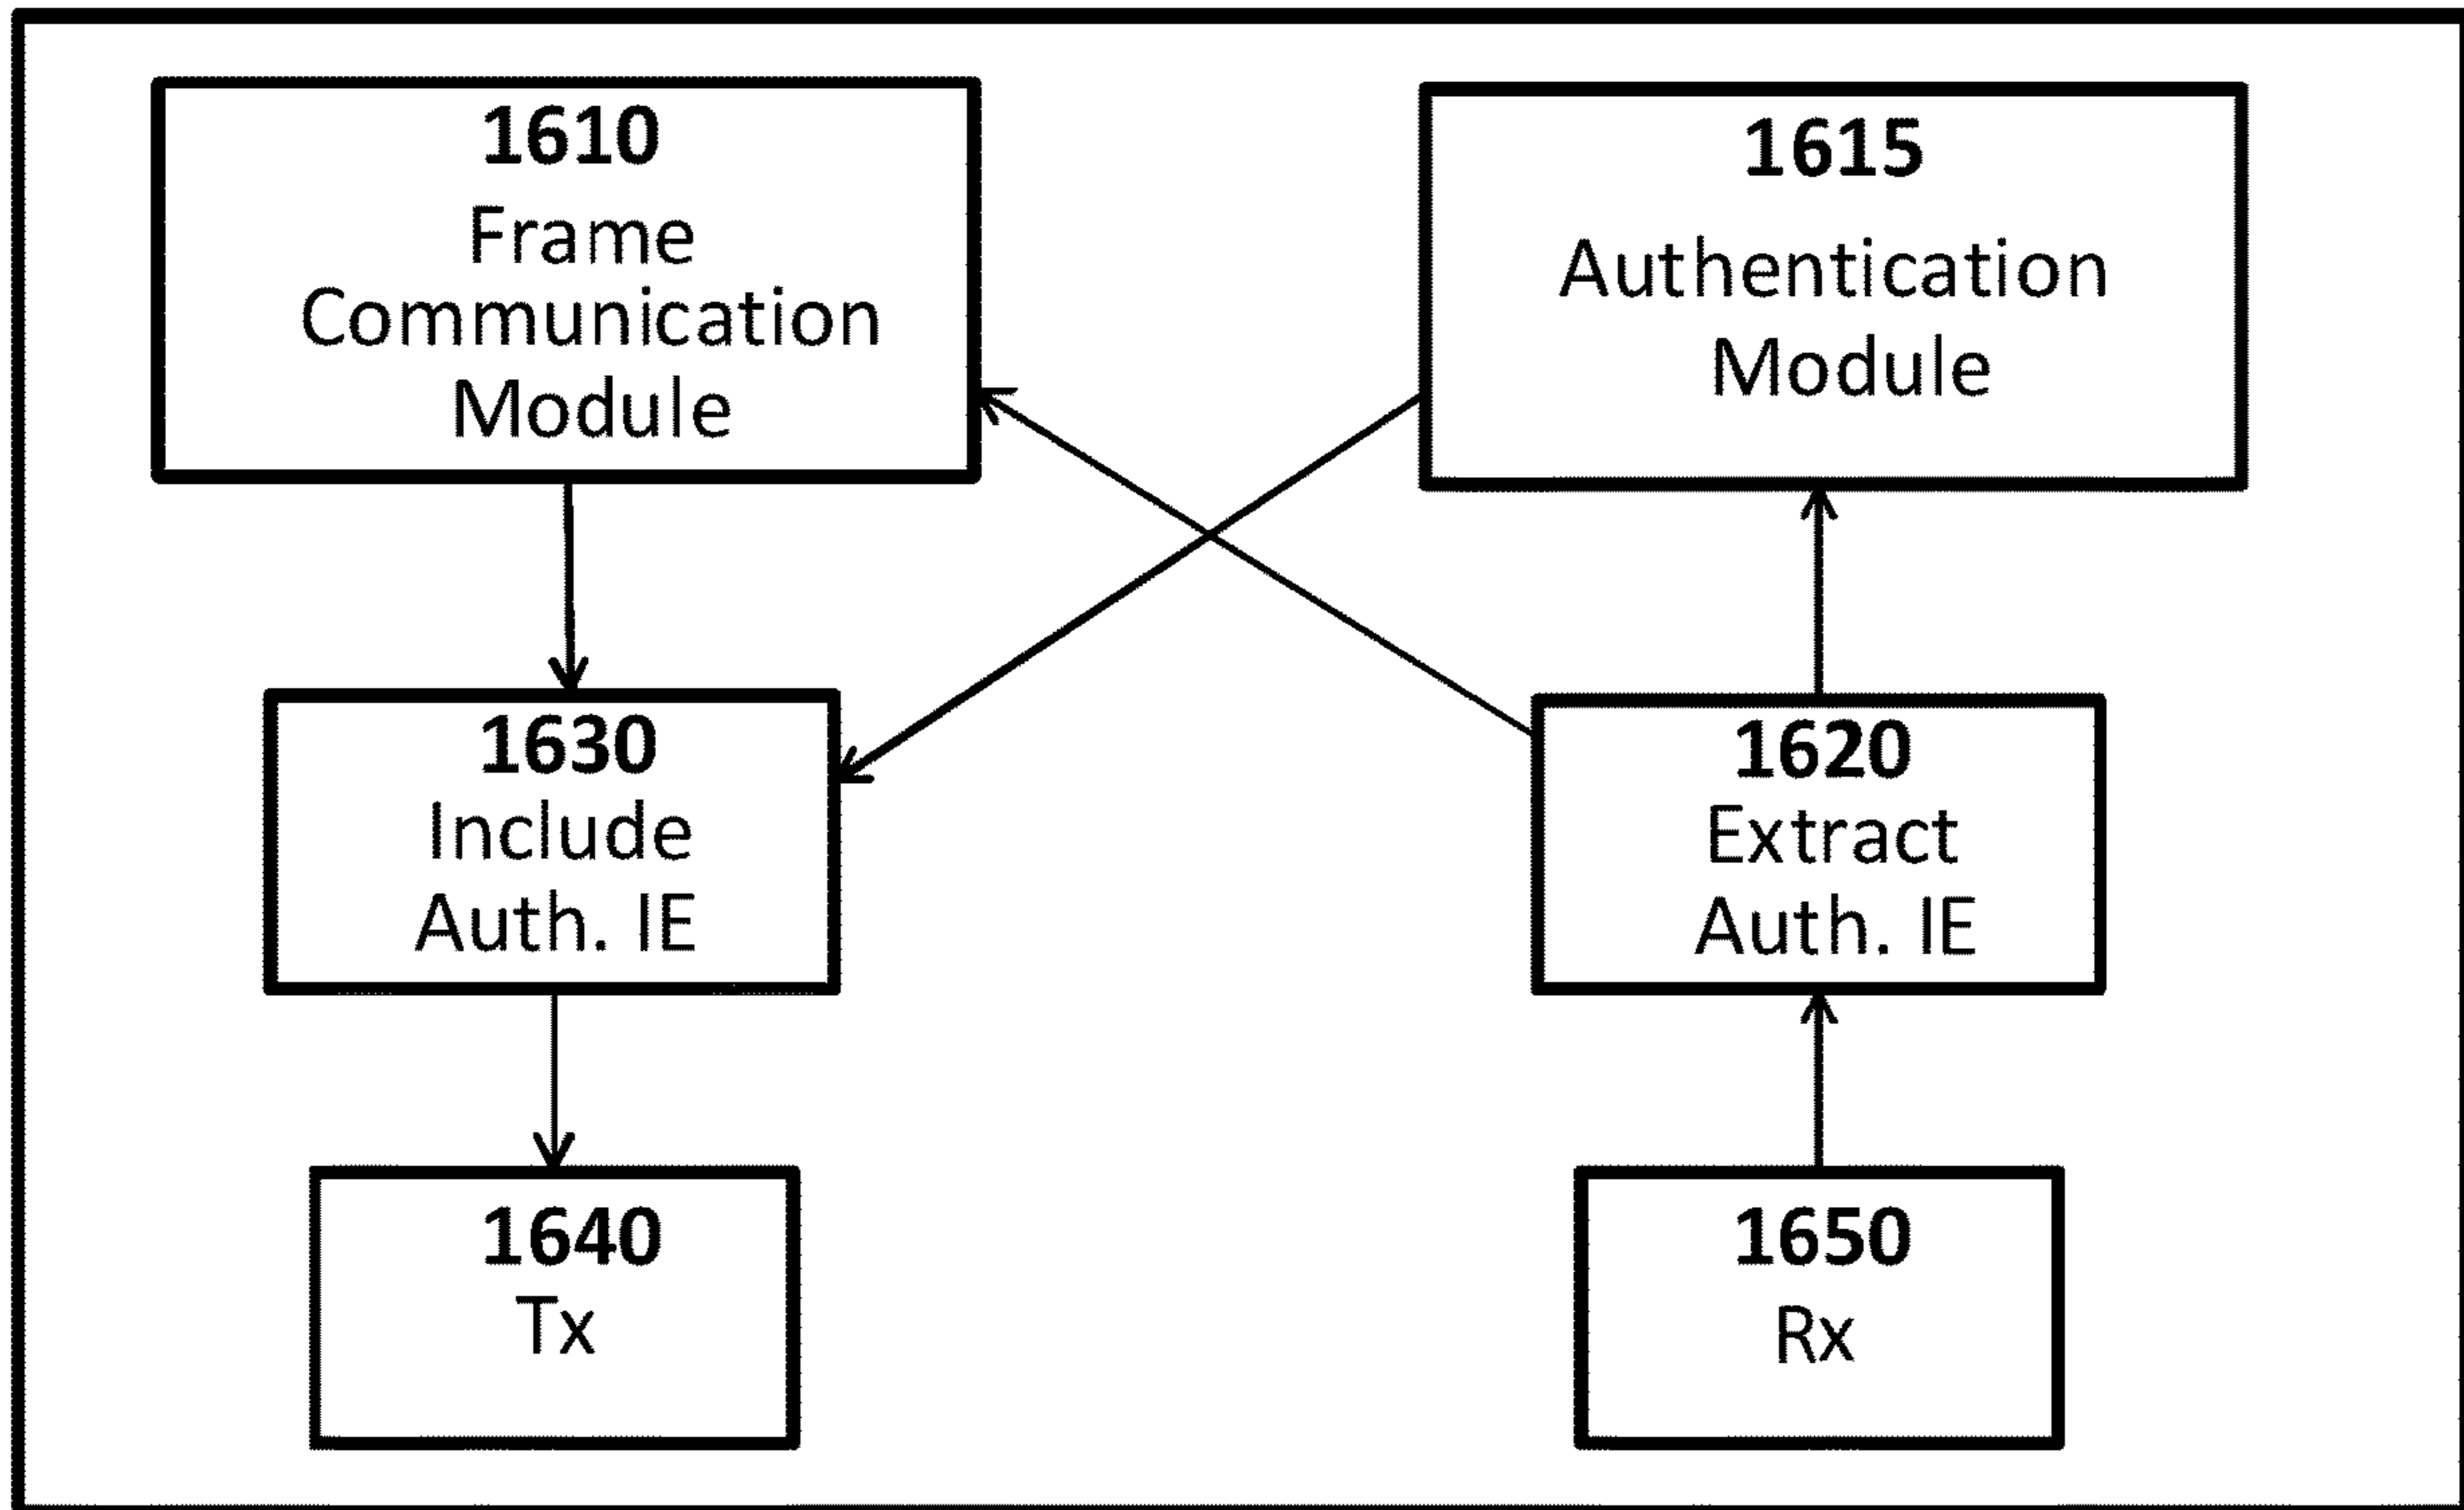 1610
Frame
Communication
Module
1615
Authentication
Module
1630
Include
Auth. IE
1620
Extract
Auth. IE
1640
Tx
1650
Rx